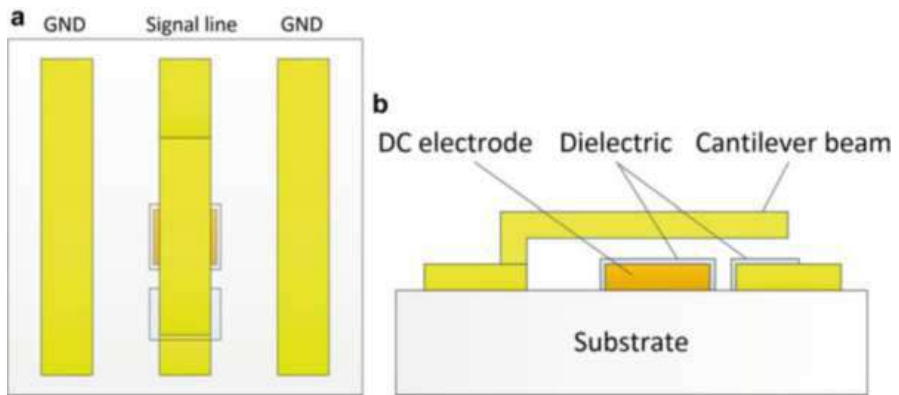 a
GND Signal line GND
b
DC electrode Dielectric Cantilever beam
Substrate